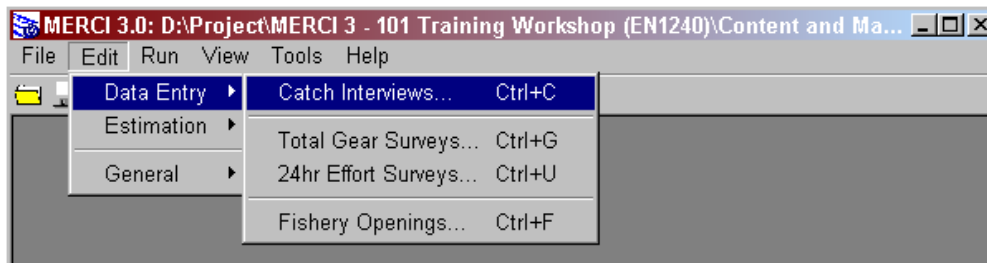 MERCI 3.0: D:\Project\MERCI 3 - 101 Training Workshop (EN1240)\Content and Ma...
File Edit Run View Tools Help
Data Entry Catch Interviews... Ctrl+C
Estimation Total Gear Surveys... Ctrl+G
General 24hr Effort Surveys... Ctrl+U
Fishery Openings... Ctrl+F